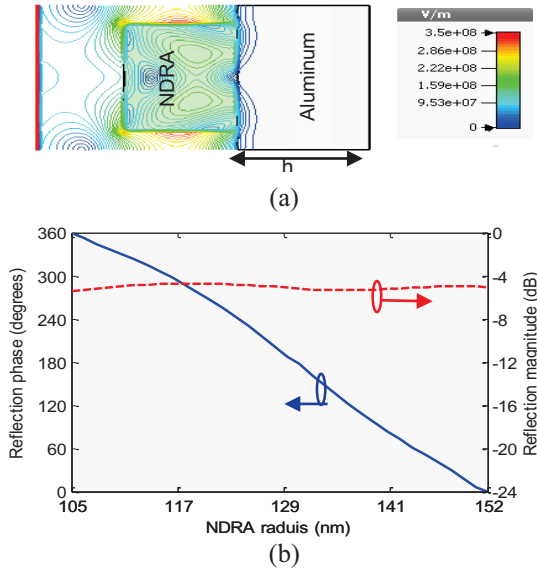 V/m
3.5e+08
2.86e+08
2.22e+08
1.59e+08
9.53e+07
0
NDRA
Aluminum
h
(a)
Reflection phase (degrees)
360
300
240
180
120
60
0
0
-4
-8
-12
-16
-20
-24
Reflection magnitude (dB)
105
117
129
141
152
NDRA raduis (nm)
(b)